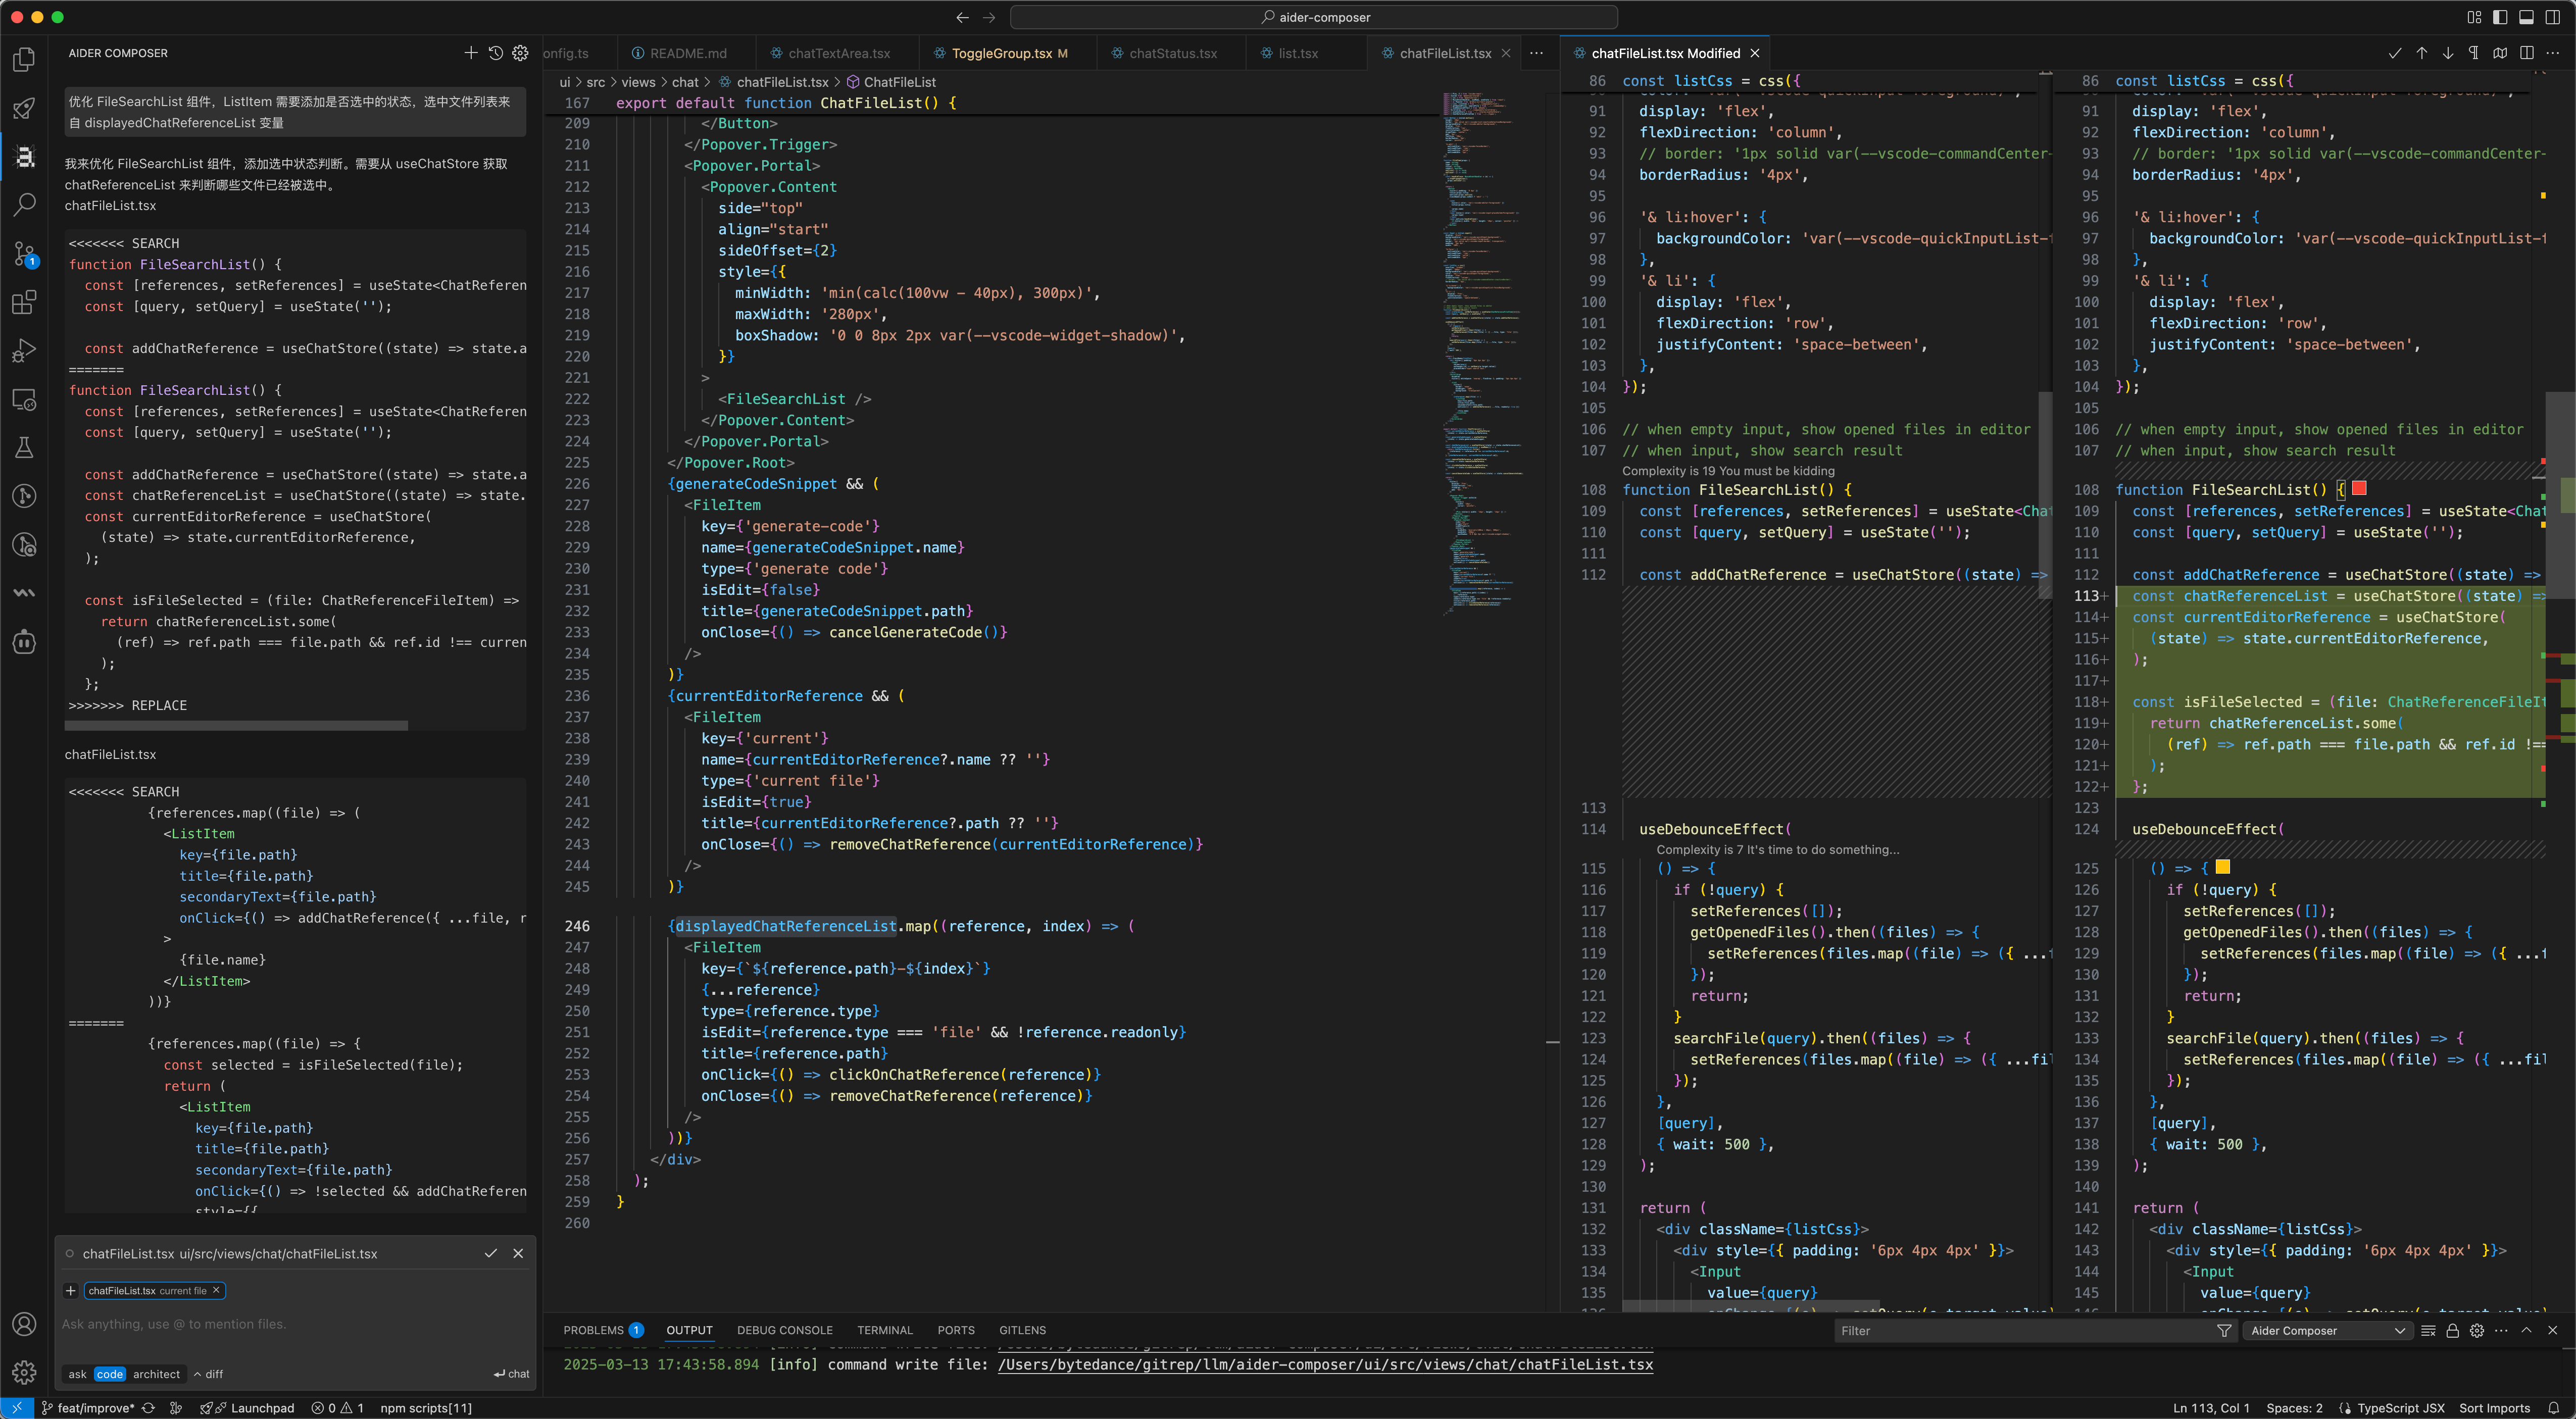 aider-composer
AIDER COMPOSER
优化 FileSearchList 组件，ListItem 需要添加是否选中的状态，选中文件列表来
自 displayedChatReferenceList 变量
我来优化 FileSearchList 组件，添加选中状态判断。需要从 useChatStore 获取
chatReferenceList 来判断哪些文件已经被选中。
chatFileList.tsx
<<<<<<< SEARCH
function FileSearchList() {
const [references, setReferences] = useState<ChatReferen
const [query, setQuery] = useState('');
const addChatReference = useChatStore((state) => state.a
=======
function FileSearchList() {
const [references, setReferences] = useState<ChatReferen
const [query, setQuery] = useState('');
const addChatReference = useChatStore((state) => state.a
const chatReferenceList = useChatStore((state) => state.
const currentEditorReference = useChatStore(
(state) => state.currentEditorReference,
);
const isFileSelected = (file: ChatReferenceFileItem) =>
return chatReferenceList.some(
(ref) => ref.path === file.path && ref.id !== curren
);
};
>>>>>>> REPLACE
chatFileList.tsx
<<<<<<< SEARCH
{references.map((file) => (
<ListItem
key={file.path}
title={file.path}
secondaryText={file.path}
onClick={() => addChatReference({ ...file, r
>
{file.name}
</ListItem>
))}
=======
{references.map((file) => {
const selected = isFileSelected(file);
return (
<ListItem
key={file.path}
title={file.path}
secondaryText={file.path}
onClick={() => !selected && addChatReferen
style={{
chatFileList.tsx ui/src/views/chat/chatFileList.tsx
chatFileList.tsx current file
Ask anything, use @ to mention files.
ask code architect diff
chat
onfig.ts README.md chatTextArea.tsx ToggleGroup.tsx M chatStatus.tsx list.tsx chatFileList.tsx
ui > src > views > chat > chatFileList.tsx > ChatFileList
167 export default function ChatFileList() {
209 </Button>
210 </Popover.Trigger>
211 <Popover.Portal>
212 <Popover.Content
213 side="top"
214 align="start"
215 sideOffset={2}
216 style={{
217 minWidth: 'min(calc(100vw - 40px), 300px)',
218 maxWidth: '280px',
219 boxShadow: '0 0 8px 2px var(--vscode-widget-shadow)',
220 }}
221 >
222 <FileSearchList />
223 </Popover.Content>
224 </Popover.Portal>
225 </Popover.Root>
226 {generateCodeSnippet && (
227 <FileItem
228 key={'generate-code'}
229 name={generateCodeSnippet.name}
230 type={'generate code'}
231 isEdit={false}
232 title={generateCodeSnippet.path}
233 onClose={() => cancelGenerateCode()}
234 />
235 )}
236 {currentEditorReference && (
237 <FileItem
238 key={'current'}
239 name={currentEditorReference?.name ?? ''}
240 type={'current file'}
241 isEdit={true}
242 title={currentEditorReference?.path ?? ''}
243 onClose={() => removeChatReference(currentEditorReference)}
244 />
245 )}
246 {displayedChatReferenceList.map((reference, index) => (
247 <FileItem
248 key={`${reference.path}-${index}`}
249 {...reference}
250 type={reference.type}
251 isEdit={reference.type === 'file' && !reference.readonly}
252 title={reference.path}
253 onClick={() => clickOnChatReference(reference)}
254 onClose={() => removeChatReference(reference)}
255 />
256 ))}
257 </div>
258 );
259 }
260
chatFileList.tsx Modified
86 const listCss = css({
91 display: 'flex',
92 flexDirection: 'column',
93 // border: '1px solid var(--vscode-commandCenter-
94 borderRadius: '4px',
95
96 '& li:hover': {
97 backgroundColor: 'var(--vscode-quickInputList-f
98 },
99 '& li': {
100 display: 'flex',
101 flexDirection: 'row',
102 justifyContent: 'space-between',
103 },
104 });
105
106 // when empty input, show opened files in editor
107 // when input, show search result
Complexity is 19 You must be kidding
108 function FileSearchList() {
109 const [references, setReferences] = useState<Cha
110 const [query, setQuery] = useState('');
111
112 const addChatReference = useChatStore((state) =>
113
114 useDebounceEffect(
Complexity is 7 It's time to do something...
115 () => {
116 if (!query) {
117 setReferences([]);
118 getOpenedFiles().then((files) => {
119 setReferences(files.map((file) => ({ ...f
120 });
121 return;
122 }
123 searchFile(query).then((files) => {
124 setReferences(files.map((file) => ({ ...fil
125 });
126 },
127 [query],
128 { wait: 500 },
129 );
130
131 return (
132 <div className={listCss}>
133 <div style={{ padding: '6px 4px 4px' }}>
134 <Input
135 value={query}
86 const listCss = css({
91 display: 'flex',
92 flexDirection: 'column',
93 // border: '1px solid var(--vscode-commandCenter-
94 borderRadius: '4px',
95
96 '& li:hover': {
97 backgroundColor: 'var(--vscode-quickInputList-f
98 },
99 '& li': {
100 display: 'flex',
101 flexDirection: 'row',
102 justifyContent: 'space-between',
103 },
104 });
105
106 // when empty input, show opened files in editor
107 // when input, show search result
108 function FileSearchList() {
109 const [references, setReferences] = useState<Chat
110 const [query, setQuery] = useState('');
111
112 const addChatReference = useChatStore((state) =>
113+ const chatReferenceList = useChatStore((state) =>
114+ const currentEditorReference = useChatStore(
115+ (state) => state.currentEditorReference,
116+ );
117+
118+ const isFileSelected = (file: ChatReferenceFileIt
119+ return chatReferenceList.some(
120+ (ref) => ref.path === file.path && ref.id !==
121+ );
122+ };
123
124 useDebounceEffect(
125 () => {
126 if (!query) {
127 setReferences([]);
128 getOpenedFiles().then((files) => {
129 setReferences(files.map((file) => ({ ...f
130 });
131 return;
132 }
133 searchFile(query).then((files) => {
134 setReferences(files.map((file) => ({ ...fil
135 });
136 },
137 [query],
138 { wait: 500 },
139 );
140
141 return (
142 <div className={listCss}>
143 <div style={{ padding: '6px 4px 4px' }}>
144 <Input
145 value={query}
PROBLEMS 1 OUTPUT DEBUG CONSOLE TERMINAL PORTS GITLENS
Filter
Aider Composer
2025-03-13 17:43:58.894 [info] command write file: /Users/bytedance/gitrep/llm/aider-composer/ui/src/views/chat/chatFileList.tsx
feat/improve* Launchpad 0 1 npm scripts[11]
Ln 113, Col 1 Spaces: 2 TypeScript JSX Sort Imports